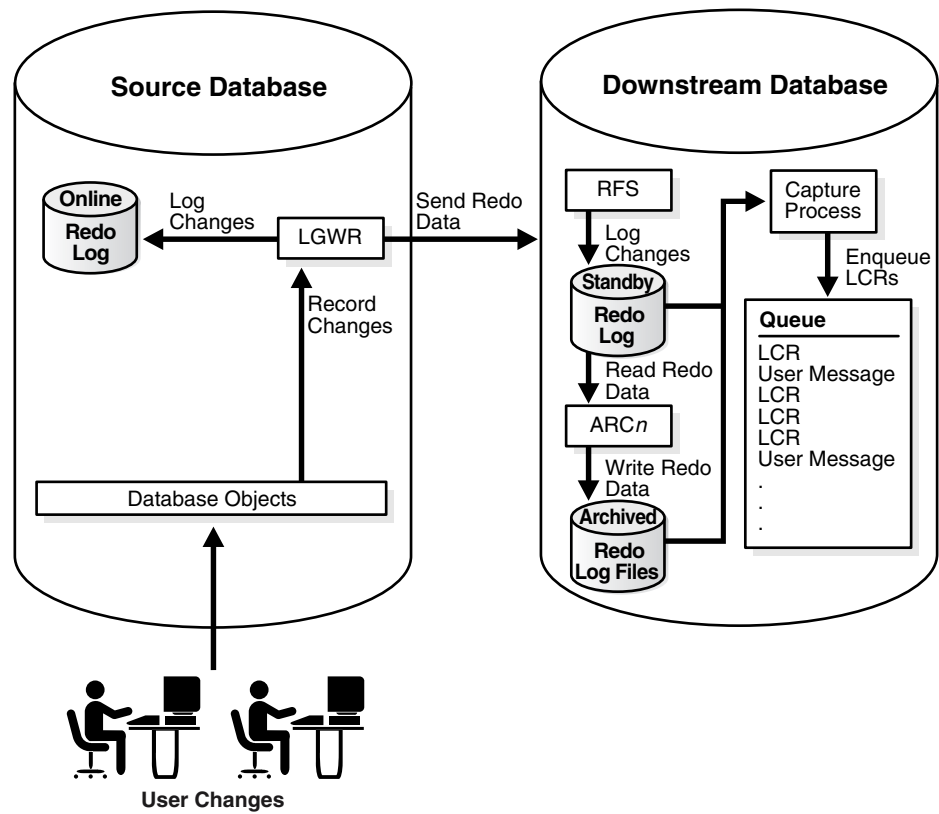 Source Database
Online
Redo
Log
Log
Changes
LGWR
Send Redo
Data
Record
Changes
Database Objects
User Changes
Downstream Database
RFS
Log
Changes
Standby
Redo
Log
Read Redo
Data
ARCn
Write Redo
Data
Archived
Redo
Log Files
Capture
Process
Enqueue
LCRs
Queue
LCR
User Message
LCR
LCR
LCR
User Message
.
.
.